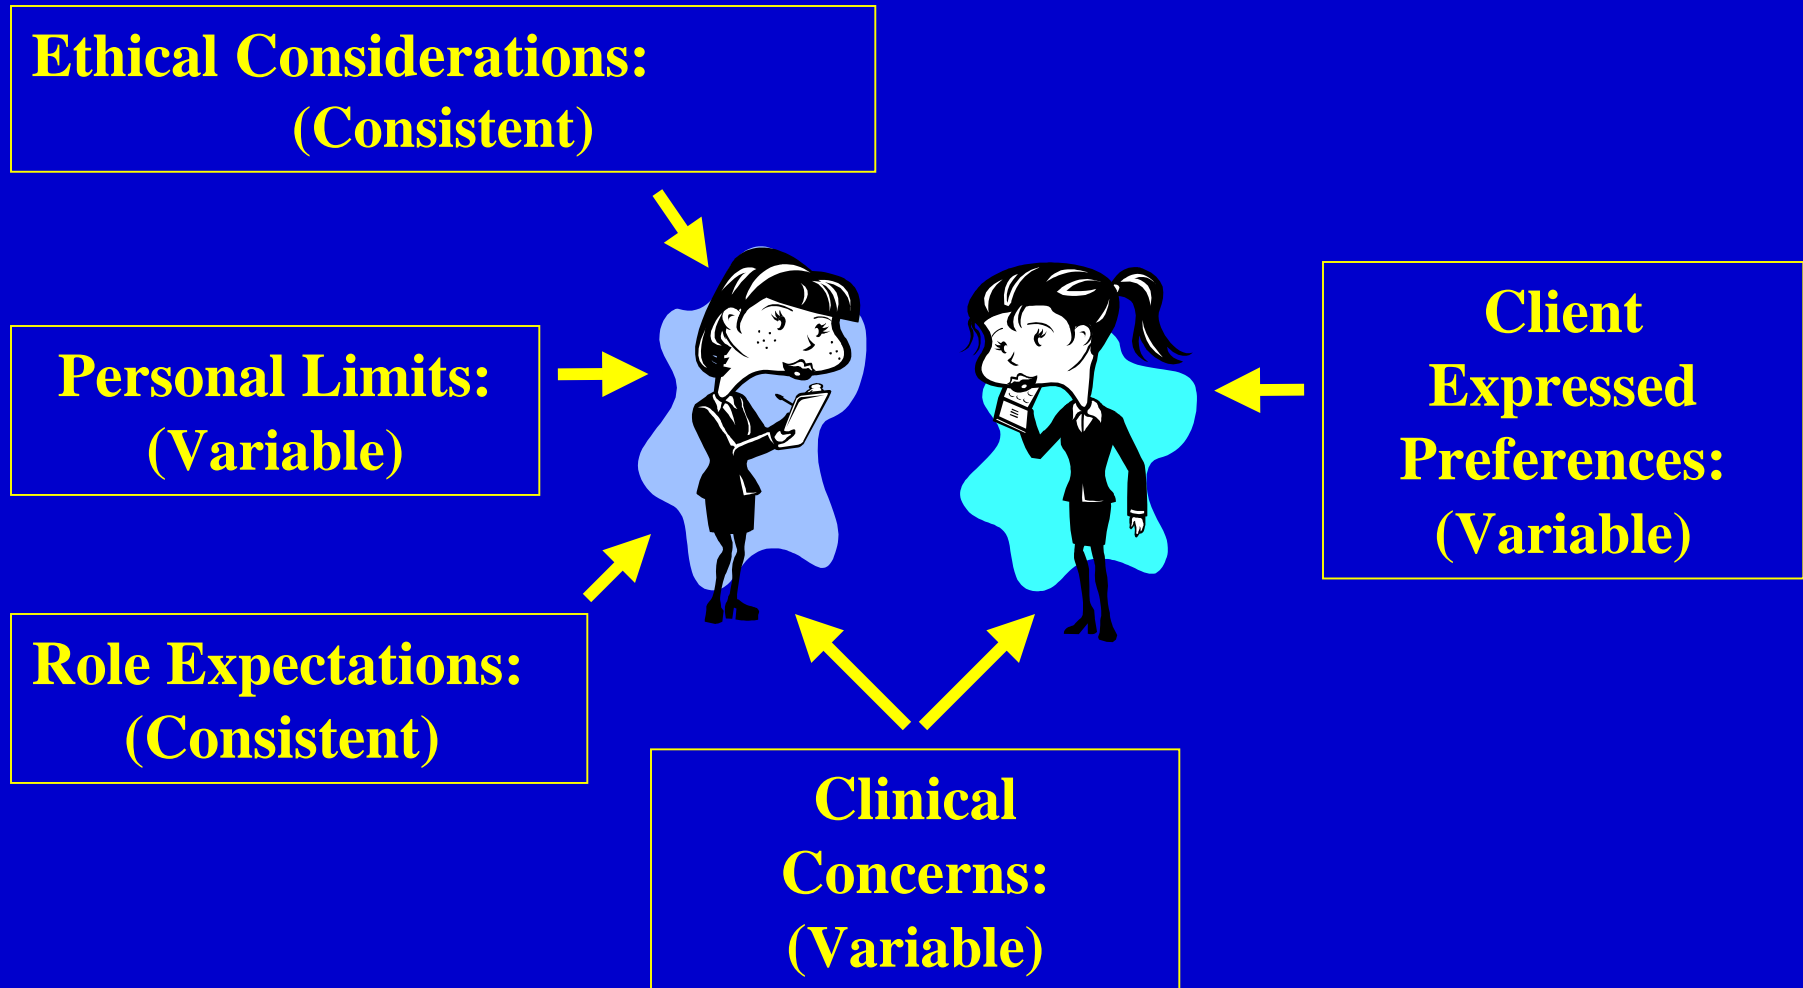 Ethical Considerations:
(Consistent)
Personal Limits:
(Variable)
Role Expectations:
(Consistent)
Client
Expressed
Preferences:
(Variable)
Clinical
Concerns:
(Variable)